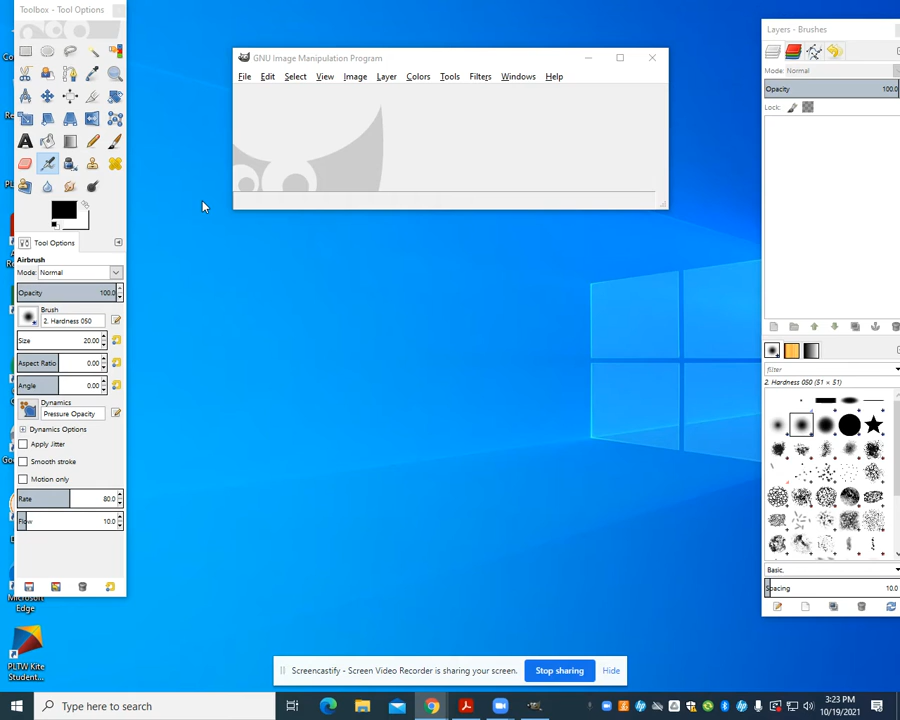 Toolbox - Tool Options
Tool Options
Airbrush
Mode: Normal
Opacity 100.0
Brush
2. Hardness 050
Size 20.00
Aspect Ratio 0.00
Angle 0.00
Dynamics
Pressure Opacity
Dynamics Options
Apply Jitter
Smooth stroke
Motion only
Rate 80.0
Flow 10.0
Edge
PLTW Kite
Student...
GNU Image Manipulation Program
File Edit Select View Image Layer Colors Tools Filters Windows Help
Layers - Brushes
Mode: Normal
Opacity 100.0
Lock:
filter
2. Hardness 050 (51 × 51)
Basic,
Spacing 10.0
Screencastify - Screen Video Recorder is sharing your screen. Stop sharing Hide
Type here to search
3:23 PM
10/19/2021